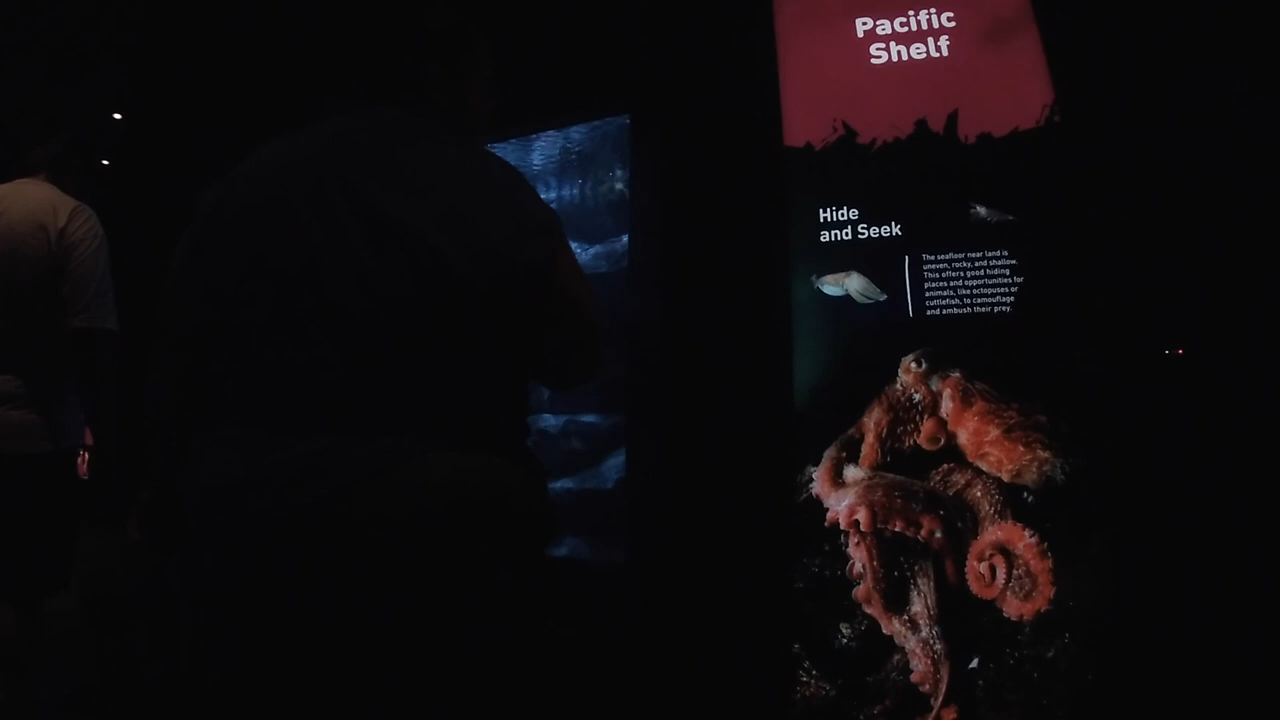 Pacific
Shelf
Hide
and Seek
The seafloor near land is
uneven, rocky, and shallow.
This offers good hiding
places and opportunities for
animals, like octopuses or
cuttlefish, to camouflage
and ambush their prey.